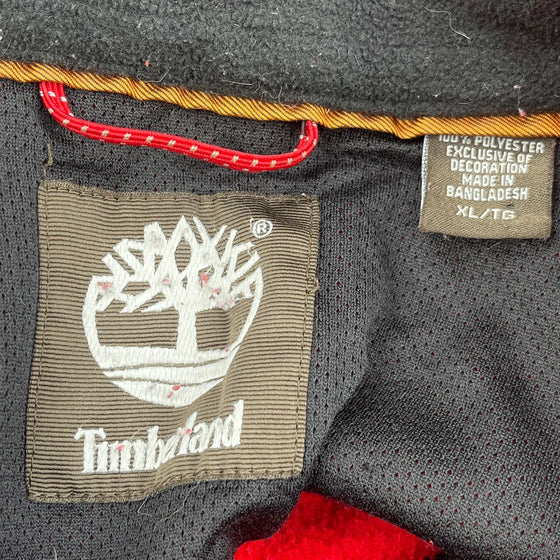 100% POLYESTER
EXCLUSIVE OF
DECORATION
MADE IN
BANGLADESH
XL/TG
®
Timberland